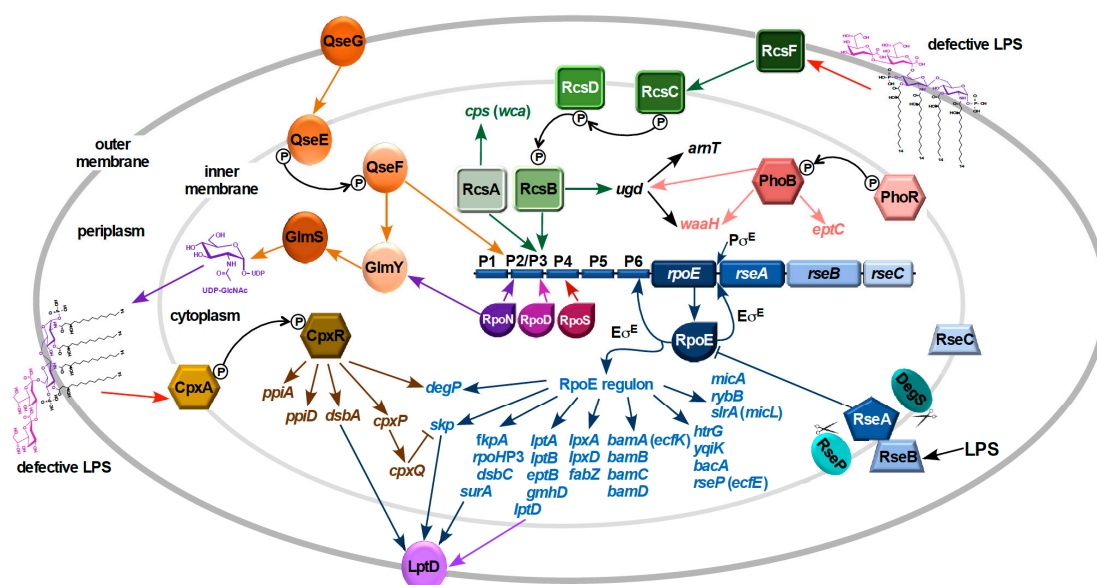 QseG
RcsF
defective LPS
RcsD
RcsC
cps (wca)
P
P
P
outer
membrane
QseE
P
P
inner
membrane
QseF
RcsA
RcsB
ugd
arnT
waaH
PhoB
P
P
PhoR
eptC
periplasm
GlmS
GlmY
UDP
UDP-GlcNAc
P1
P2/P3
P4
P5
P6
PσE
rpoE
rseA
rseB
rseC
RpoN
RpoD
RpoS
EσE
RpoE
EσE
cytoplasm
CpxR
P
CpxA
P
RseC
defective LPS
ppiA
ppiD
dsbA
cpxP
cpxQ
degP
skp
RpoE regulon
micA
rybB
slrA (micL)
fkpA
rpoHP3
dsbC
surA
lptA
lptB
eptB
gmhD
lptD
lpxA
lpxD
fabZ
bamA (ecfK)
bamB
bamC
bamD
htrG
yqiK
bacA
rseP (ecfE)
DegS
RseA
RseP
RseB
LPS
LptD